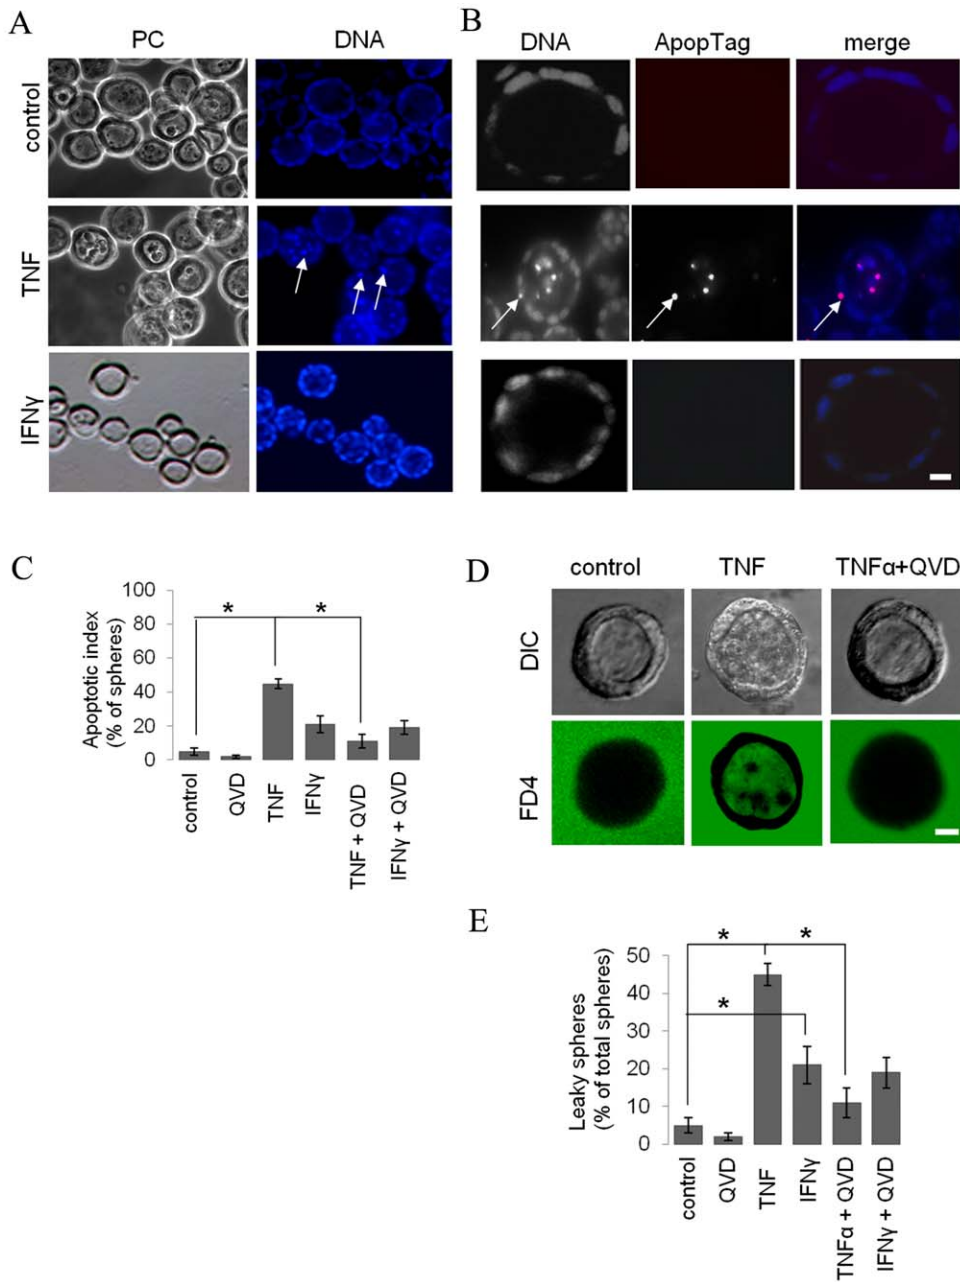 A
PC
DNA
control
TNF
IFNγ
B
DNA
ApopTag
merge
C
Apoptotic index
(% of spheres)
100
80
60
40
20
0
*
*
control
QVD
TNF
IFNγ
TNF + QVD
IFNγ + QVD
D
control
TNF
TNFα+QVD
DIC
FD4
E
Leaky spheres
(% of total spheres)
50
40
30
20
10
0
*
*
*
control
QVD
TNF
IFNγ
TNFα + QVD
IFNγ + QVD